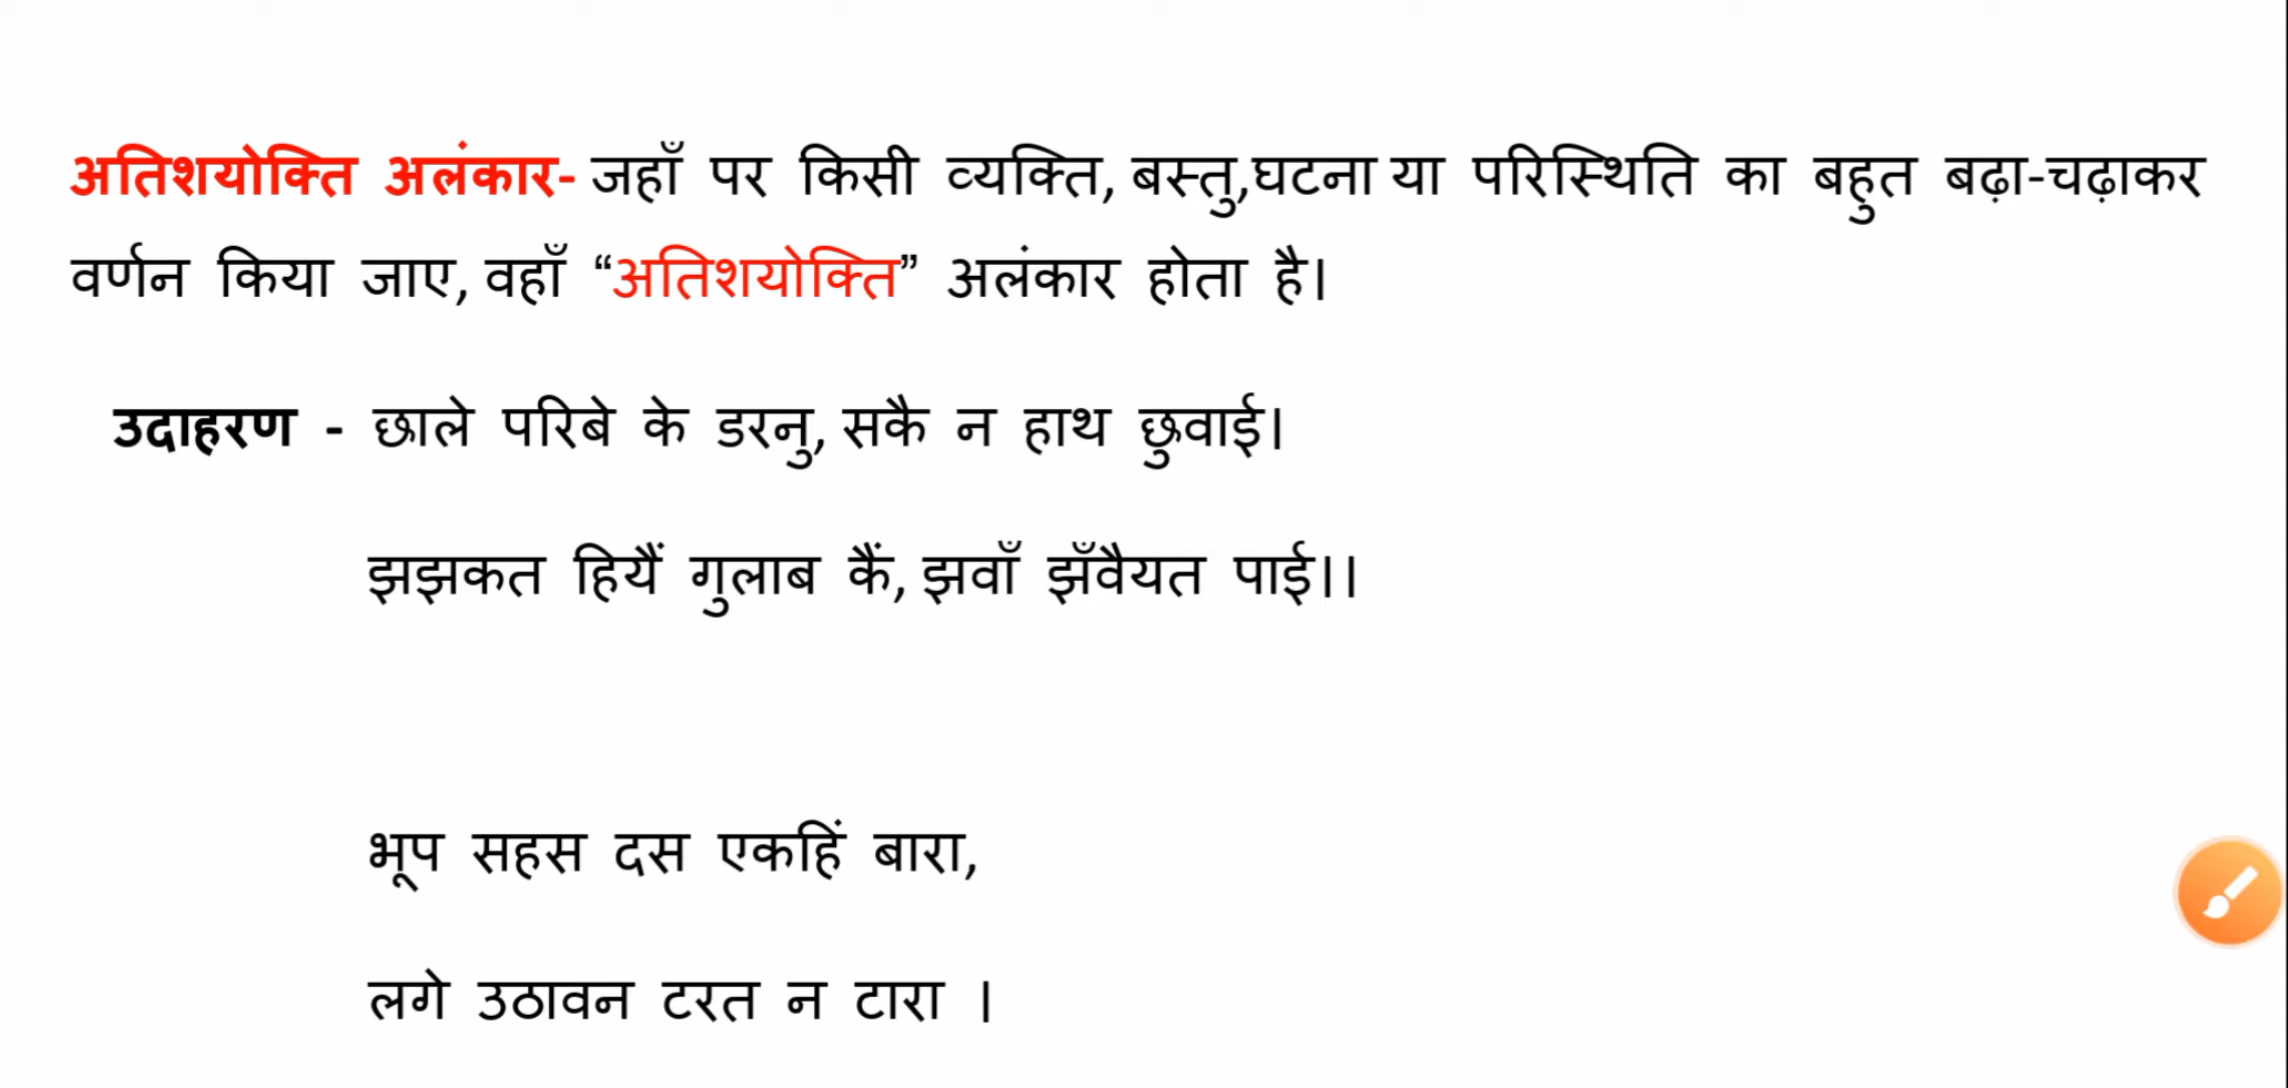 अतिशयोक्ति अलंकार- जहाँ पर किसी व्यक्ति, बस्तु,घटना या परिस्थिति का बहुत बढ़ा-चढ़ाकर
वर्णन किया जाए, वहाँ “अतिशयोक्ति” अलंकार होता है।
उदाहरण - छाले परिबे के डरनु, सकै न हाथ छुवाई।
झझकत हियैं गुलाब कैं, झवाँ झँवैयत पाई।।
भूप सहस दस एकहिं बारा,
लगे उठावन टरत न टारा ।